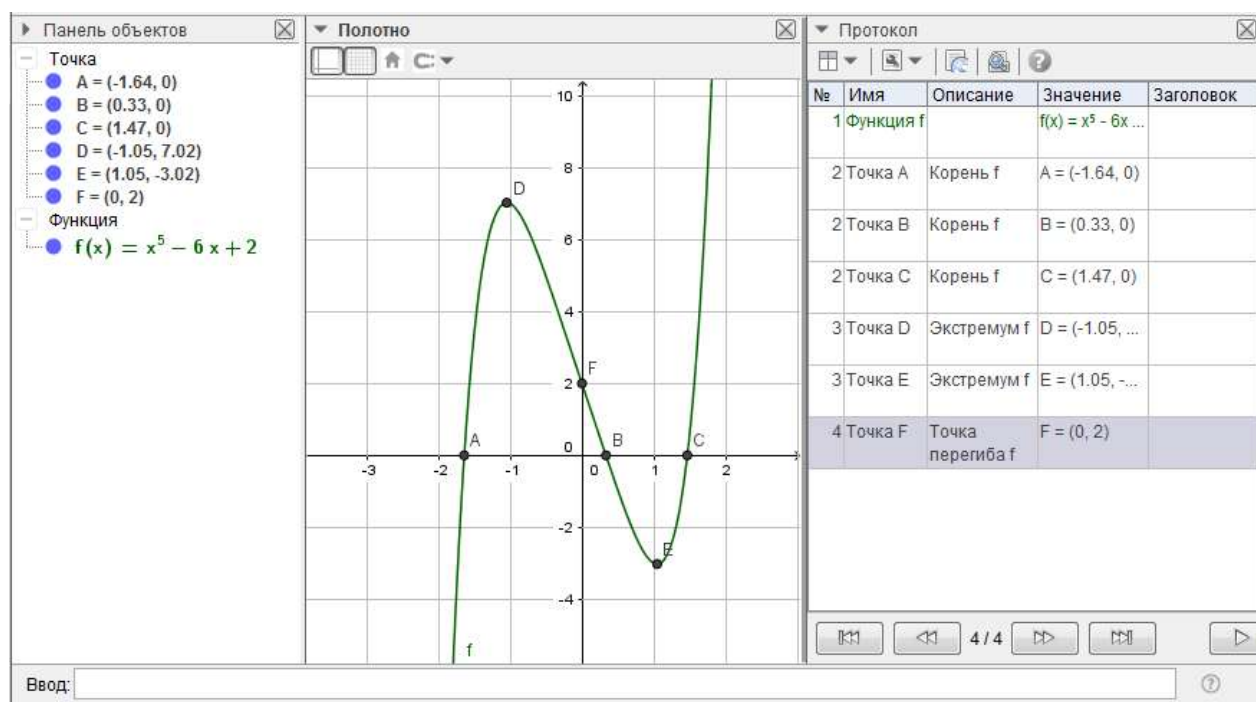 Панель объектов
Точка
A = (-1.64, 0)
B = (0.33, 0)
C = (1.47, 0)
D = (-1.05, 7.02)
E = (1.05, -3.02)
F = (0, 2)
Функция
f(x) = x⁵ − 6 x + 2
Полотно
10
8
6
4
2
0
-2
-4
-3 -2 -1 0 1 2
D
F
A
B
C
E
f
Протокол
№ Имя Описание Значение Заголовок
1 Функция f f(x) = x⁵ - 6x ...
2 Точка A Корень f A = (-1.64, 0)
2 Точка B Корень f B = (0.33, 0)
2 Точка C Корень f C = (1.47, 0)
3 Точка D Экстремум f D = (-1.05, ...
3 Точка E Экстремум f E = (1.05, -...
4 Точка F Точка F = (0, 2)
перегиба f
4 / 4
Ввод: